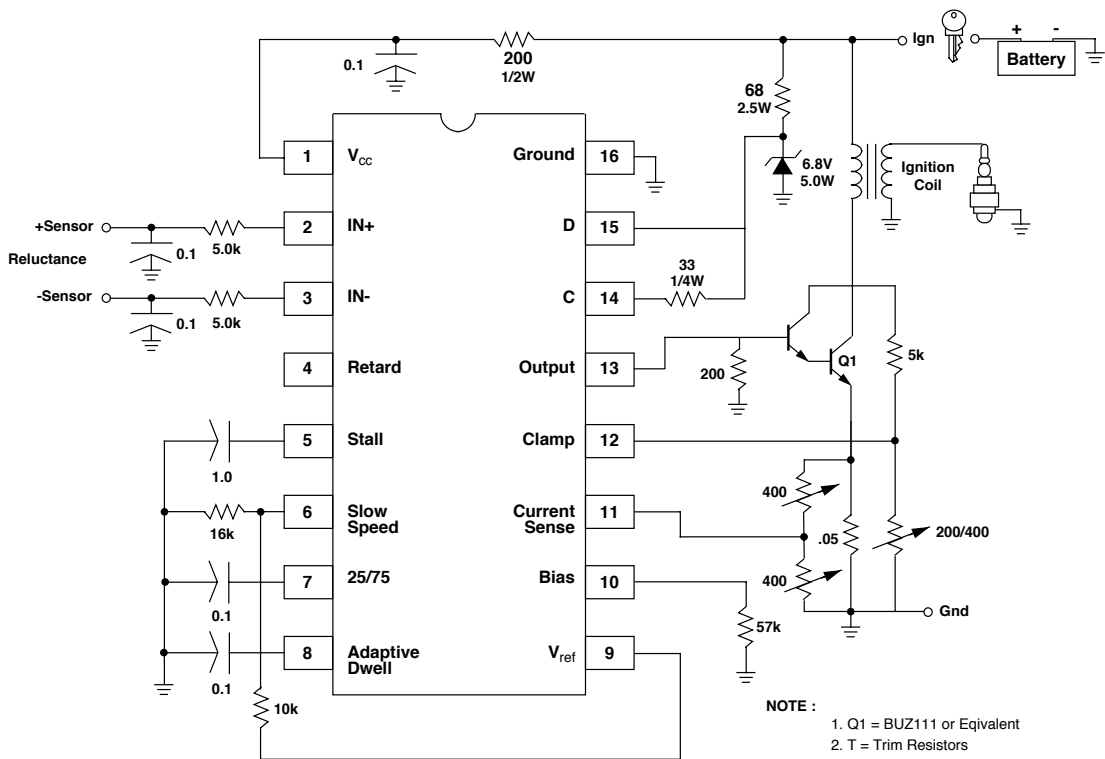 Ign
+ -
Battery
0.1
200
1/2W
68
2.5W
6.8V
5.0W
Ignition
Coil
1 Vcc
Ground 16
+Sensor
Reluctance
-Sensor
0.1
5.0k
2 IN+
D 15
0.1
5.0k
3 IN-
C 14
33
1/4W
4 Retard
Output 13
200
Q1
5k
1.0
5 Stall
Clamp 12
16k
6 Slow
Speed
Current
Sense 11
400
400
.05
200/400
0.1
7 25/75
Bias 10
57k
Gnd
0.1
8 Adaptive
Dwell
Vref 9
10k
NOTE :
1. Q1 = BUZ111 or Eqivalent
2. T = Trim Resistors